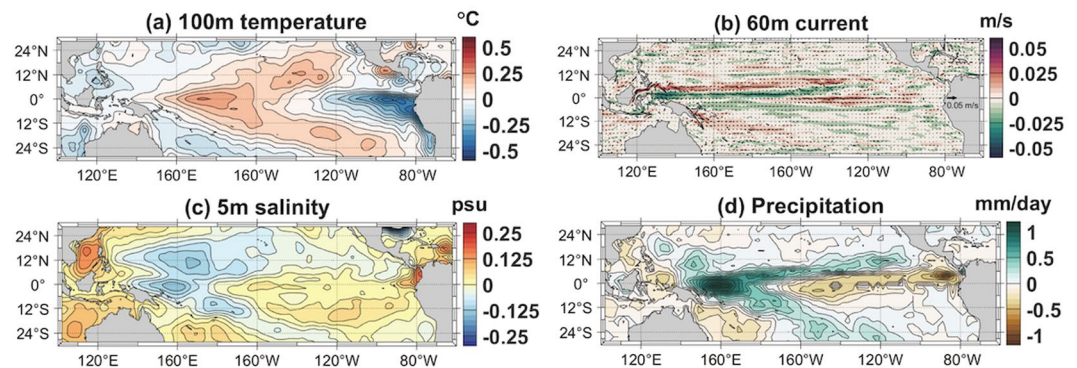 (a) 100m temperature
°C
24°N
12°N
0°
12°S
24°S
120°E
160°E
160°W
120°W
80°W
0.5
0.25
0
-0.25
-0.5
(b) 60m current
m/s
24°N
12°N
0°
12°S
24°S
120°E
160°E
160°W
120°W
80°W
0.05 m/s
0.05
0.025
0
-0.025
-0.05
(c) 5m salinity
psu
24°N
12°N
0°
12°S
24°S
120°E
160°E
160°W
120°W
80°W
0.25
0.125
0
-0.125
-0.25
(d) Precipitation
mm/day
24°N
12°N
0°
12°S
24°S
120°E
160°E
160°W
120°W
80°W
1
0.5
0
-0.5
-1